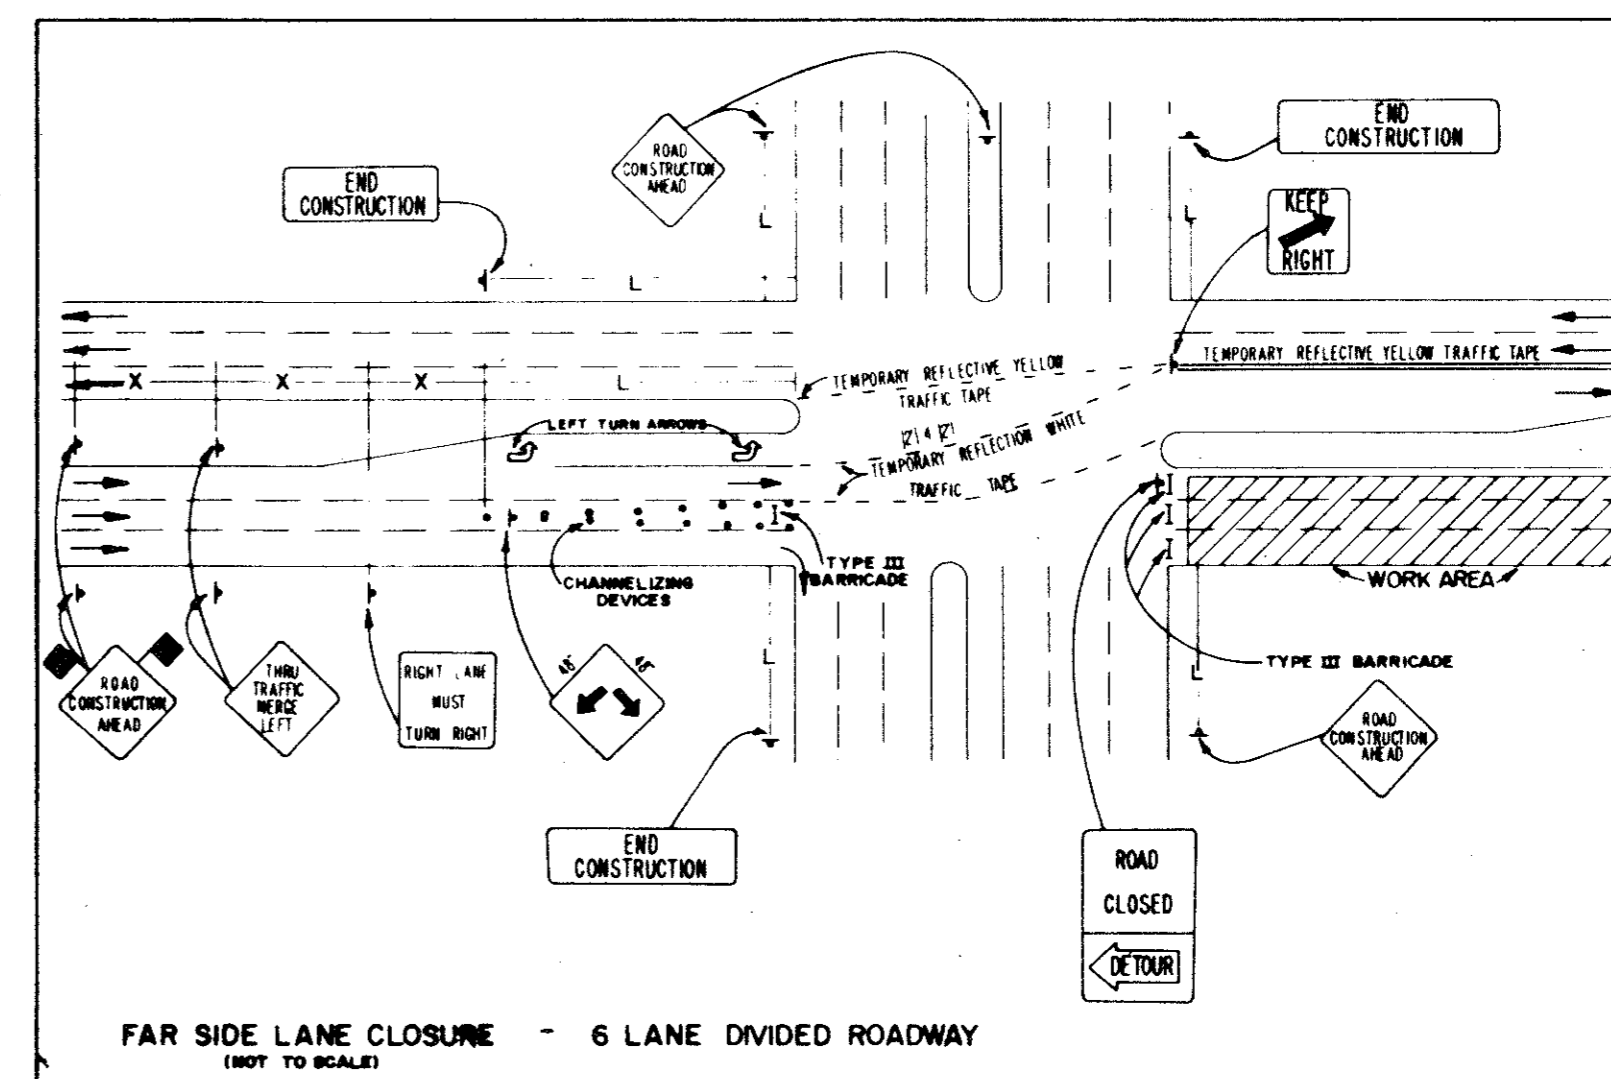 END
CONSTRUCTION
ROAD
CONSTRUCTION
AHEAD
END
CONSTRUCTION
L
L
KEEP
RIGHT
L
X X X L
TEMPORARY REFLECTIVE YELLOW
TRAFFIC TAPE
TEMPORARY REFLECTIVE YELLOW TRAFFIC TAPE
LEFT TURN ARROWS
TEMPORARY REFLECTION WHITE
TRAFFIC TAPE
CHANNELIZING
DEVICES
TYPE III
BARRICADE
WORK AREA
TYPE III BARRICADE
L
L
ROAD
CONSTRUCTION
AHEAD
THRU
TRAFFIC
MERGE
LEFT
RIGHT LANE
MUST
TURN RIGHT
48" 48"
ROAD
CONSTRUCTION
AHEAD
END
CONSTRUCTION
ROAD
CLOSED
DETOUR
FAR SIDE LANE CLOSURE - 6 LANE DIVIDED ROADWAY
(NOT TO SCALE)